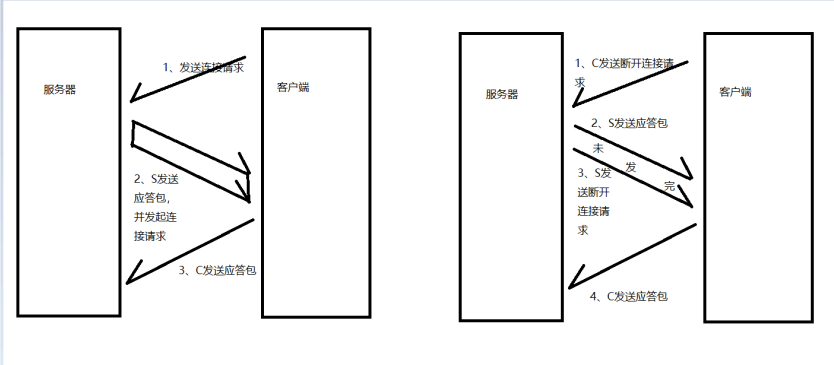 1、发送连接请求
服务器
客户端
2、S发送
应答包，
并发起连
接请求
3、C发送应答包
1、C发送断开连接请
求
服务器
客户端
2、S发送应答包
未
发
完
3、S发
送断开
连接请
求
4、C发送应答包